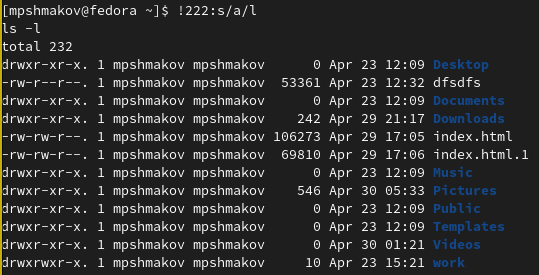 [mpshmakov@fedora ~]$ !222:s/a/l
ls -l
total 232
drwxr-xr-x. 1 mpshmakov mpshmakov      0 Apr 23 12:09 Desktop
-rw-r--r--. 1 mpshmakov mpshmakov  53361 Apr 23 12:32 dfsdfs
drwxr-xr-x. 1 mpshmakov mpshmakov      0 Apr 23 12:09 Documents
drwxr-xr-x. 1 mpshmakov mpshmakov    242 Apr 29 21:17 Downloads
-rw-rw-r--. 1 mpshmakov mpshmakov 106273 Apr 29 17:05 index.html
-rw-rw-r--. 1 mpshmakov mpshmakov  69810 Apr 29 17:06 index.html.1
drwxr-xr-x. 1 mpshmakov mpshmakov      0 Apr 23 12:09 Music
drwxr-xr-x. 1 mpshmakov mpshmakov    546 Apr 30 05:33 Pictures
drwxr-xr-x. 1 mpshmakov mpshmakov      0 Apr 23 12:09 Public
drwxr-xr-x. 1 mpshmakov mpshmakov      0 Apr 23 12:09 Templates
drwxr-xr-x. 1 mpshmakov mpshmakov      0 Apr 30 01:21 Videos
drwxrwxr-x. 1 mpshmakov mpshmakov     10 Apr 23 15:21 work